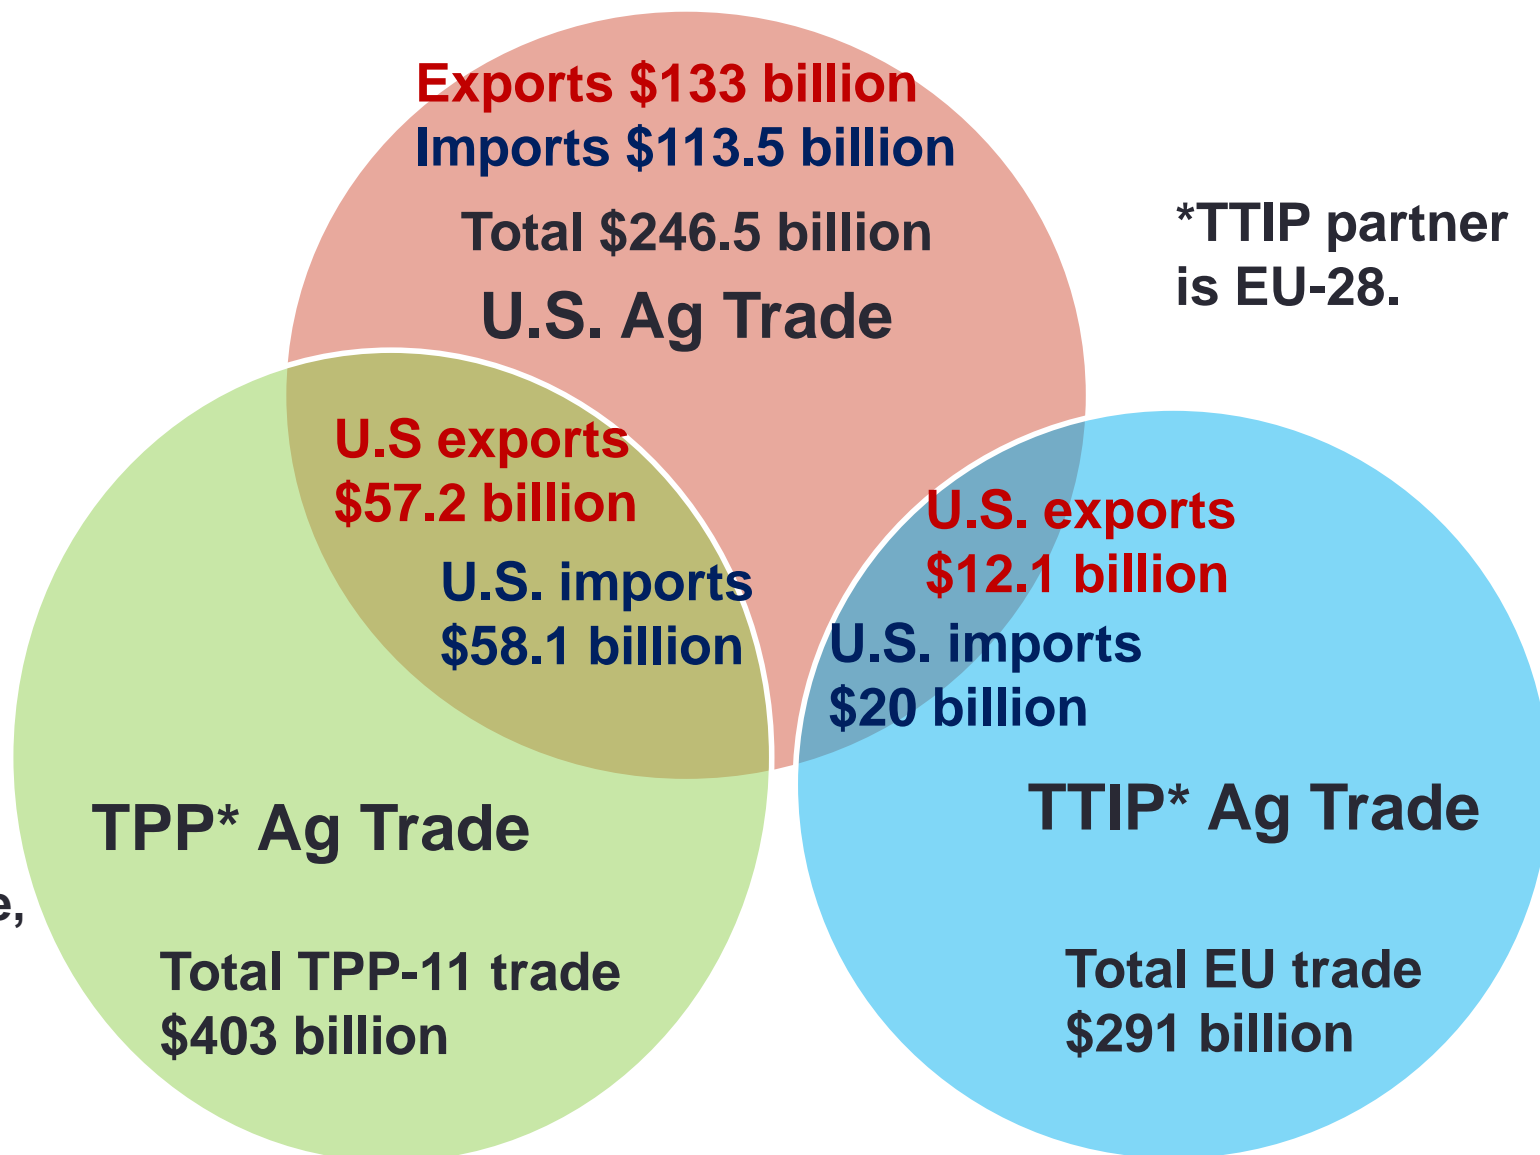 Exports $133 billion
Imports $113.5 billion
Total $246.5 billion
U.S. Ag Trade
*TTIP partner
is EU-28.
U.S exports
$57.2 billion
U.S. imports
$58.1 billion
U.S. exports
$12.1 billion
U.S. imports
$20 billion
TPP* Ag Trade
TTIP* Ag Trade
Total TPP-11 trade
$403 billion
Total EU trade
$291 billion